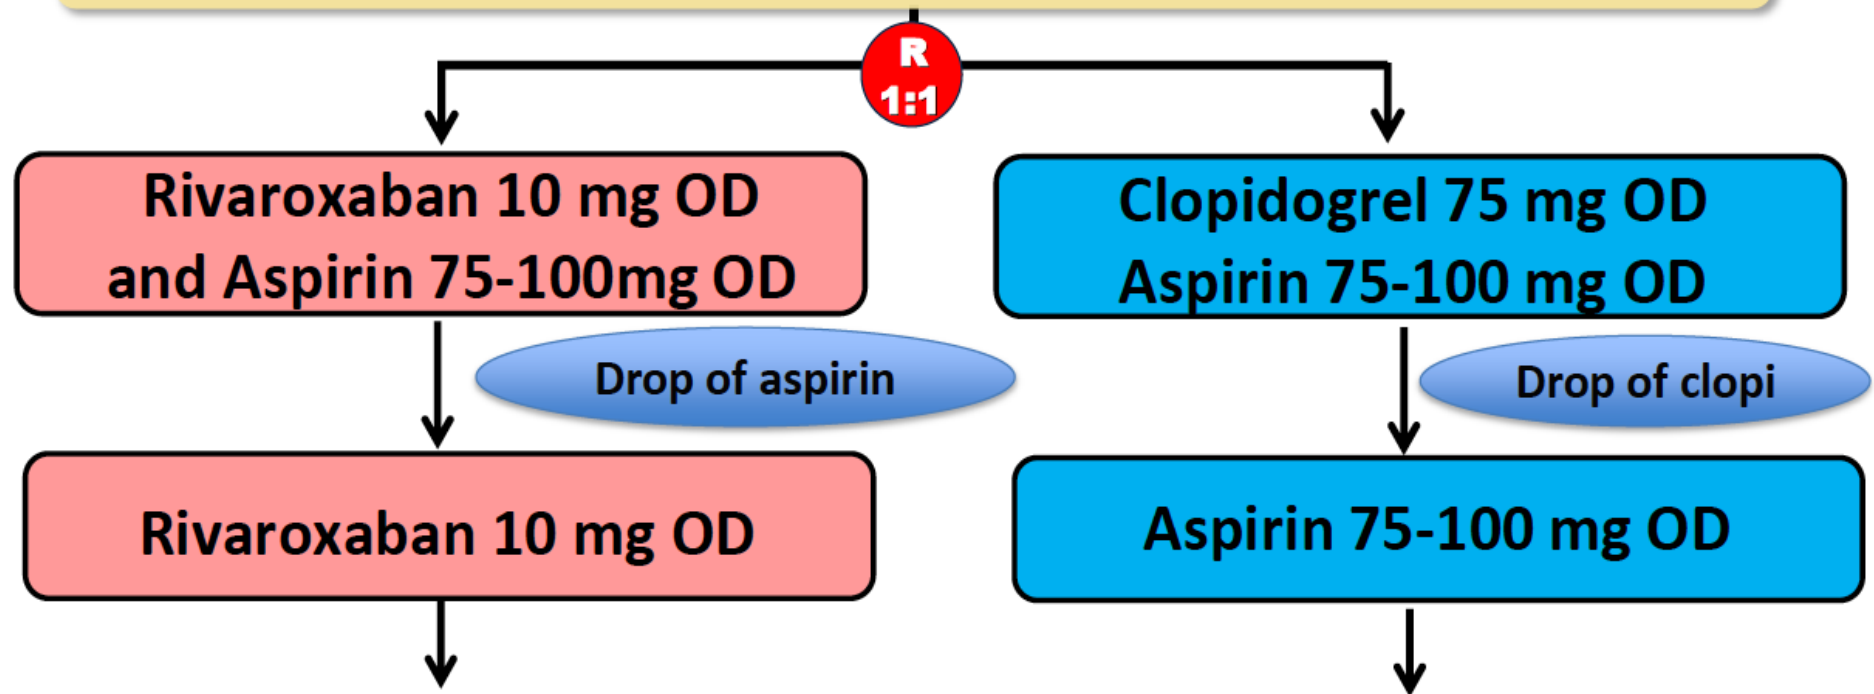 R
1:1
Rivaroxaban 10 mg OD
and Aspirin 75-100mg OD
Clopidogrel 75 mg OD
Aspirin 75-100 mg OD
Drop of aspirin
Drop of clopi
Rivaroxaban 10 mg OD
Aspirin 75-100 mg OD